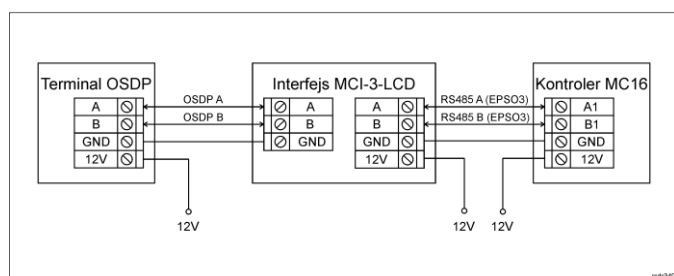 Terminal OSDP
A
B
GND
12V
OSDP A
OSDP B
12V
Interfejs MCI-3-LCD
A
B
GND
A
B
GND
12V
RS485 A (EPSO3)
RS485 B (EPSO3)
12V
12V
Kontroler MC16
A1
B1
GND
12V